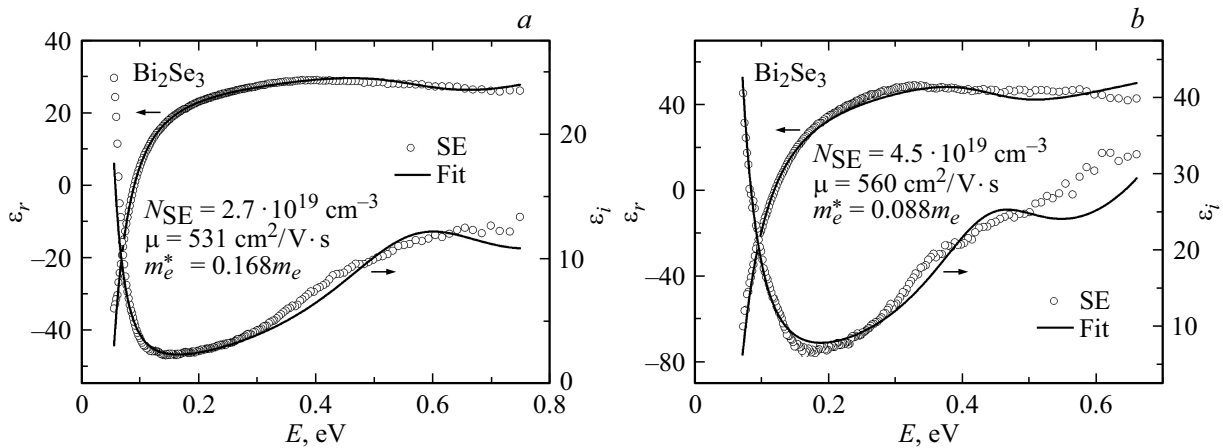 a
40
20
0
–20
–40
εr
Bi2Se3
SE
Fit
NSE = 2.7 · 10^19 cm^–3
μ = 531 cm^2/V · s
m*e = 0.168me
20
10
0
εi
0
0.2
0.4
0.6
0.8
E, eV
b
80
40
0
–40
–80
εr
Bi2Se3
NSE = 4.5 · 10^19 cm^–3
μ = 560 cm^2/V · s
m*e = 0.088me
SE
Fit
40
30
20
10
εi
0
0.2
0.4
0.6
E, eV